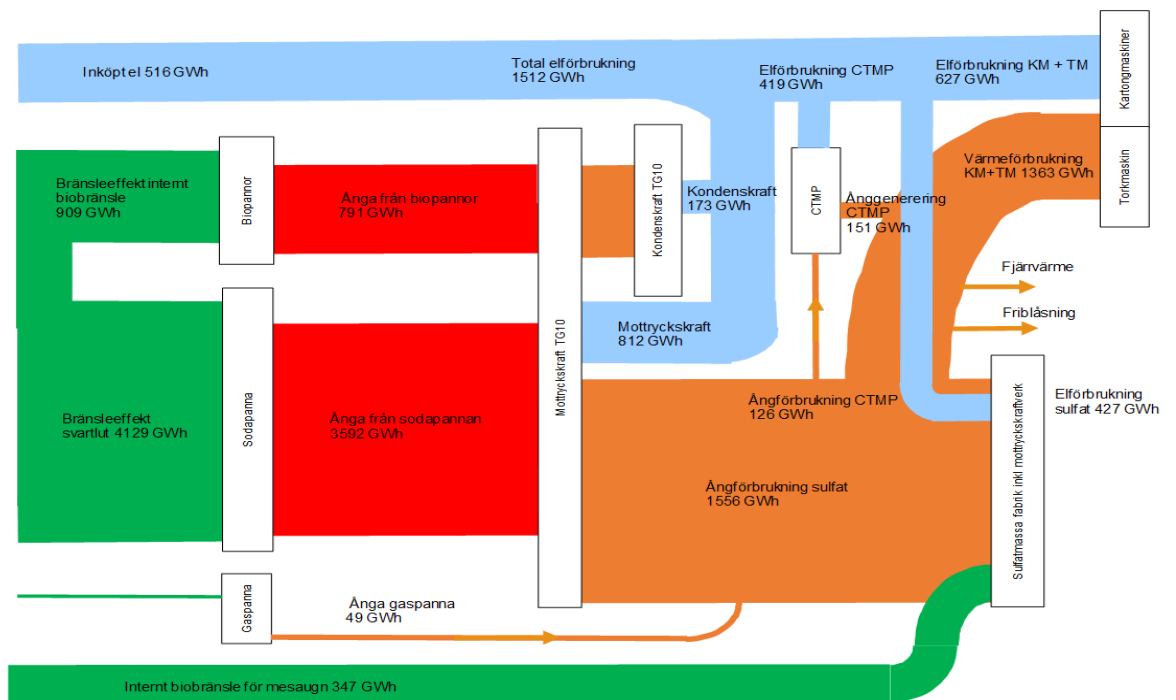 Inköpt el 516 GWh
Total elförbrukning
1512 GWh
Elförbrukning CTMP
419 GWh
Elförbrukning KM + TM
627 GWh
Kartongmaskiner
Bränsleeffekt internt
biobränsle
909 GWh
Biopannor
Ånga från biopannor
791 GWh
Kondenskraft TG10
Kondenskraft
173 GWh
CTMP
Ånggenerering
CTMP
151 GWh
Värmeförbrukning
KM+TM 1363 GWh
Torkmaskin
Fjärrvärme
Friblåsning
Mottryckskraft
812 GWh
Mottryckskraft TG10
Bränsleeffekt
svartlut 4129 GWh
Sodapanna
Ånga från sodapannan
3592 GWh
Ångförbrukning CTMP
126 GWh
Elförbrukning
sulfat 427 GWh
Ångförbrukning sulfat
1556 GWh
Sulfatmassa fabrik inkl mottryckskraftverk
Gaspanna
Ånga gaspanna
49 GWh
Internt biobränsle för mesaugn 347 GWh